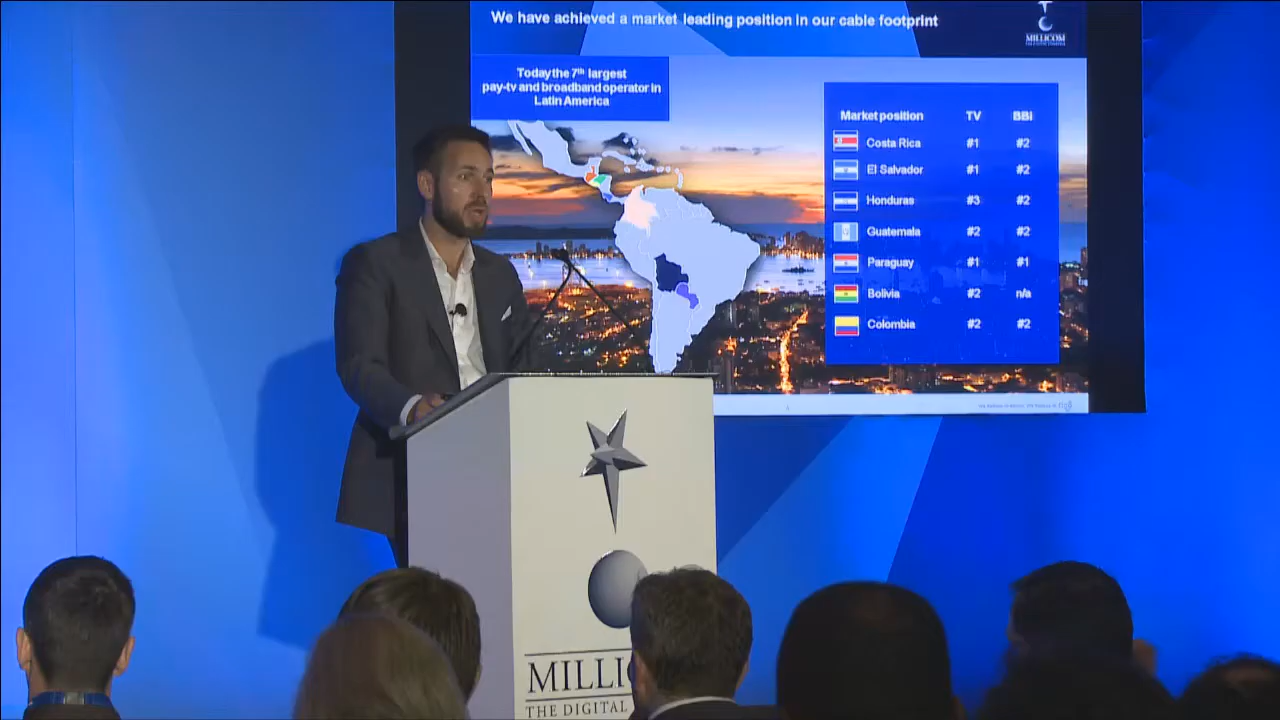 We have achieved a market leading position in our cable footprint
MILLICOM
Today the 7th largest
pay-tv and broadband operator in
Latin America
Market position TV BBi
Costa Rica #1 #2
El Salvador #1 #2
Honduras #3 #2
Guatemala #2 #2
Paraguay #1 #1
Bolivia #2 n/a
Colombia #2 #2
MILLIC
THE DIGITAL